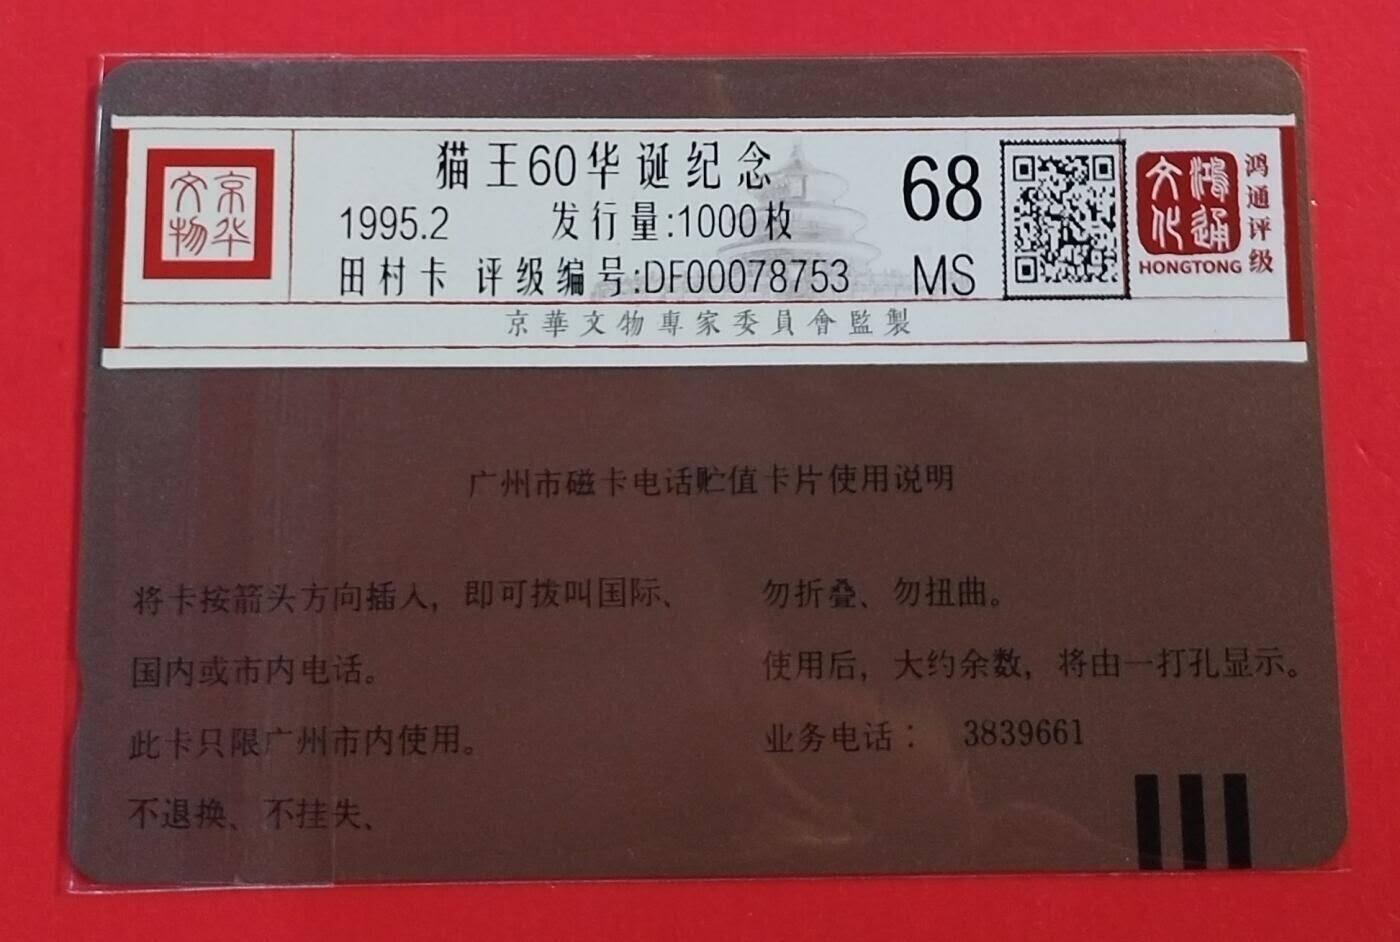 京华
文物
猫王60华诞纪念
1995.2 发行量:1000枚
田村卡 评级编号:DF00078753
68
MS
鸿通
文化
HONGTONG
鸿通评级
京華文物專家委員會監製
广州市磁卡电话贮值卡片使用说明
将卡按箭头方向插入，即可拨叫国际、
国内或市内电话。
此卡只限广州市内使用。
不退换、不挂失、
勿折叠、勿扭曲。
使用后，大约余数，将由一打孔显示。
业务电话： 3839661